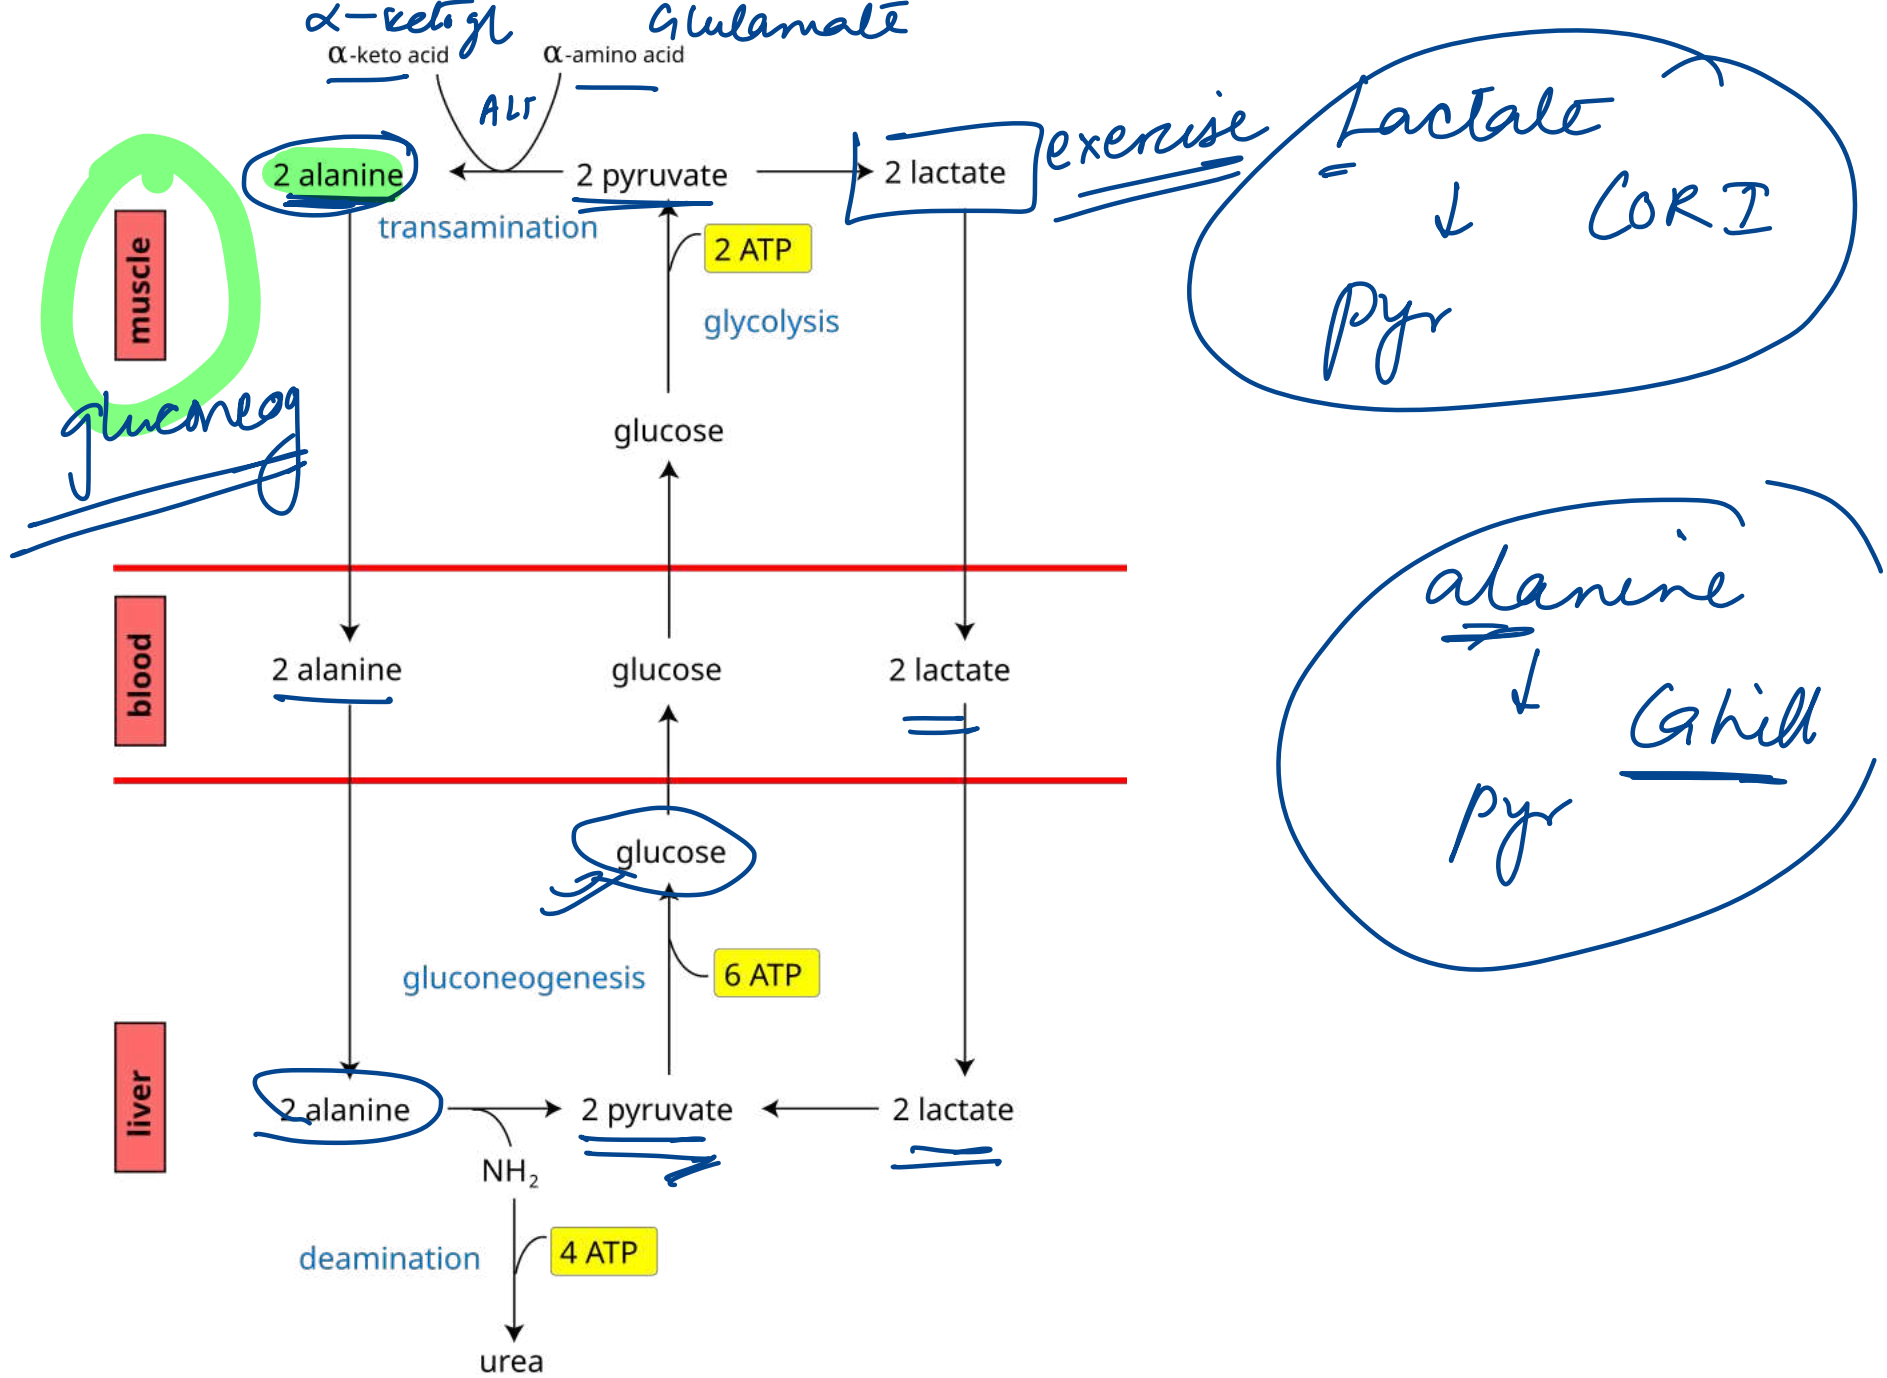 α-ketogl Glutamate
α-keto acid α-amino acid
ALT
2 alanine 2 pyruvate 2 lactate exercise
transamination
2 ATP
glycolysis
muscle
gluconeog
glucose
Lactate
↓ CORI
pyr
blood
2 alanine glucose 2 lactate
alanine
↓ Cahill
pyr
glucose
gluconeogenesis 6 ATP
liver
2 alanine 2 pyruvate 2 lactate
NH₂
deamination 4 ATP
urea